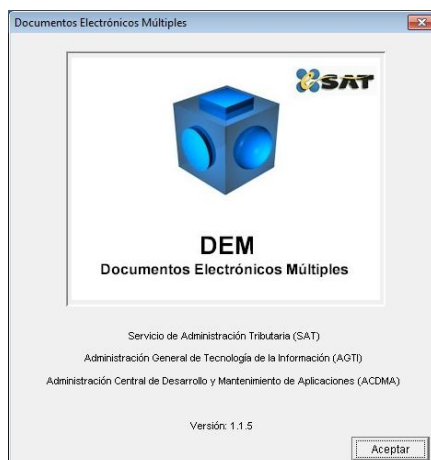 Documentos Electrónicos Múltiples
SAT
DEM
Documentos Electrónicos Múltiples
Servicio de Administración Tributaria (SAT)
Administración General de Tecnología de la Información (AGTI)
Administración Central de Desarrollo y Mantenimiento de Aplicaciones (ACDMA)
Versión: 1.1.5
Aceptar